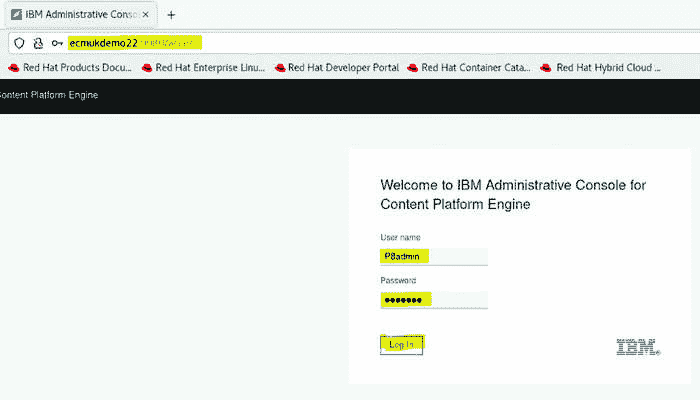 IBM Administrative Conso
ecmukdemo22
Red Hat Products Docu... Red Hat Enterprise Linu... Red Hat Developer Portal Red Hat Container Cata... Red Hat Hybrid Cloud ...
Content Platform Engine
Welcome to IBM Administrative Console for
Content Platform Engine
User name
P8admin
Password
Log In
IBM